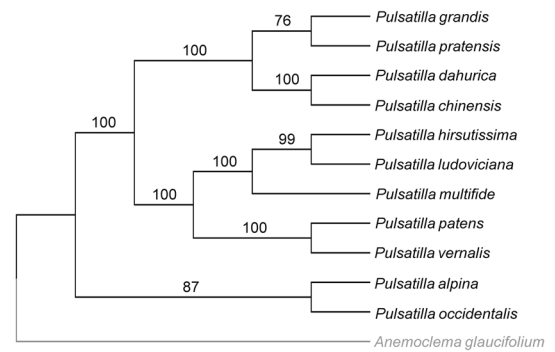 Pulsatilla grandis
76
Pulsatilla pratensis
100
Pulsatilla dahurica
100
Pulsatilla chinensis
100
Pulsatilla hirsutissima
99
Pulsatilla ludoviciana
100
Pulsatilla multifide
100
Pulsatilla patens
100
Pulsatilla vernalis
Pulsatilla alpina
87
Pulsatilla occidentalis
Anemoclema glaucifolium